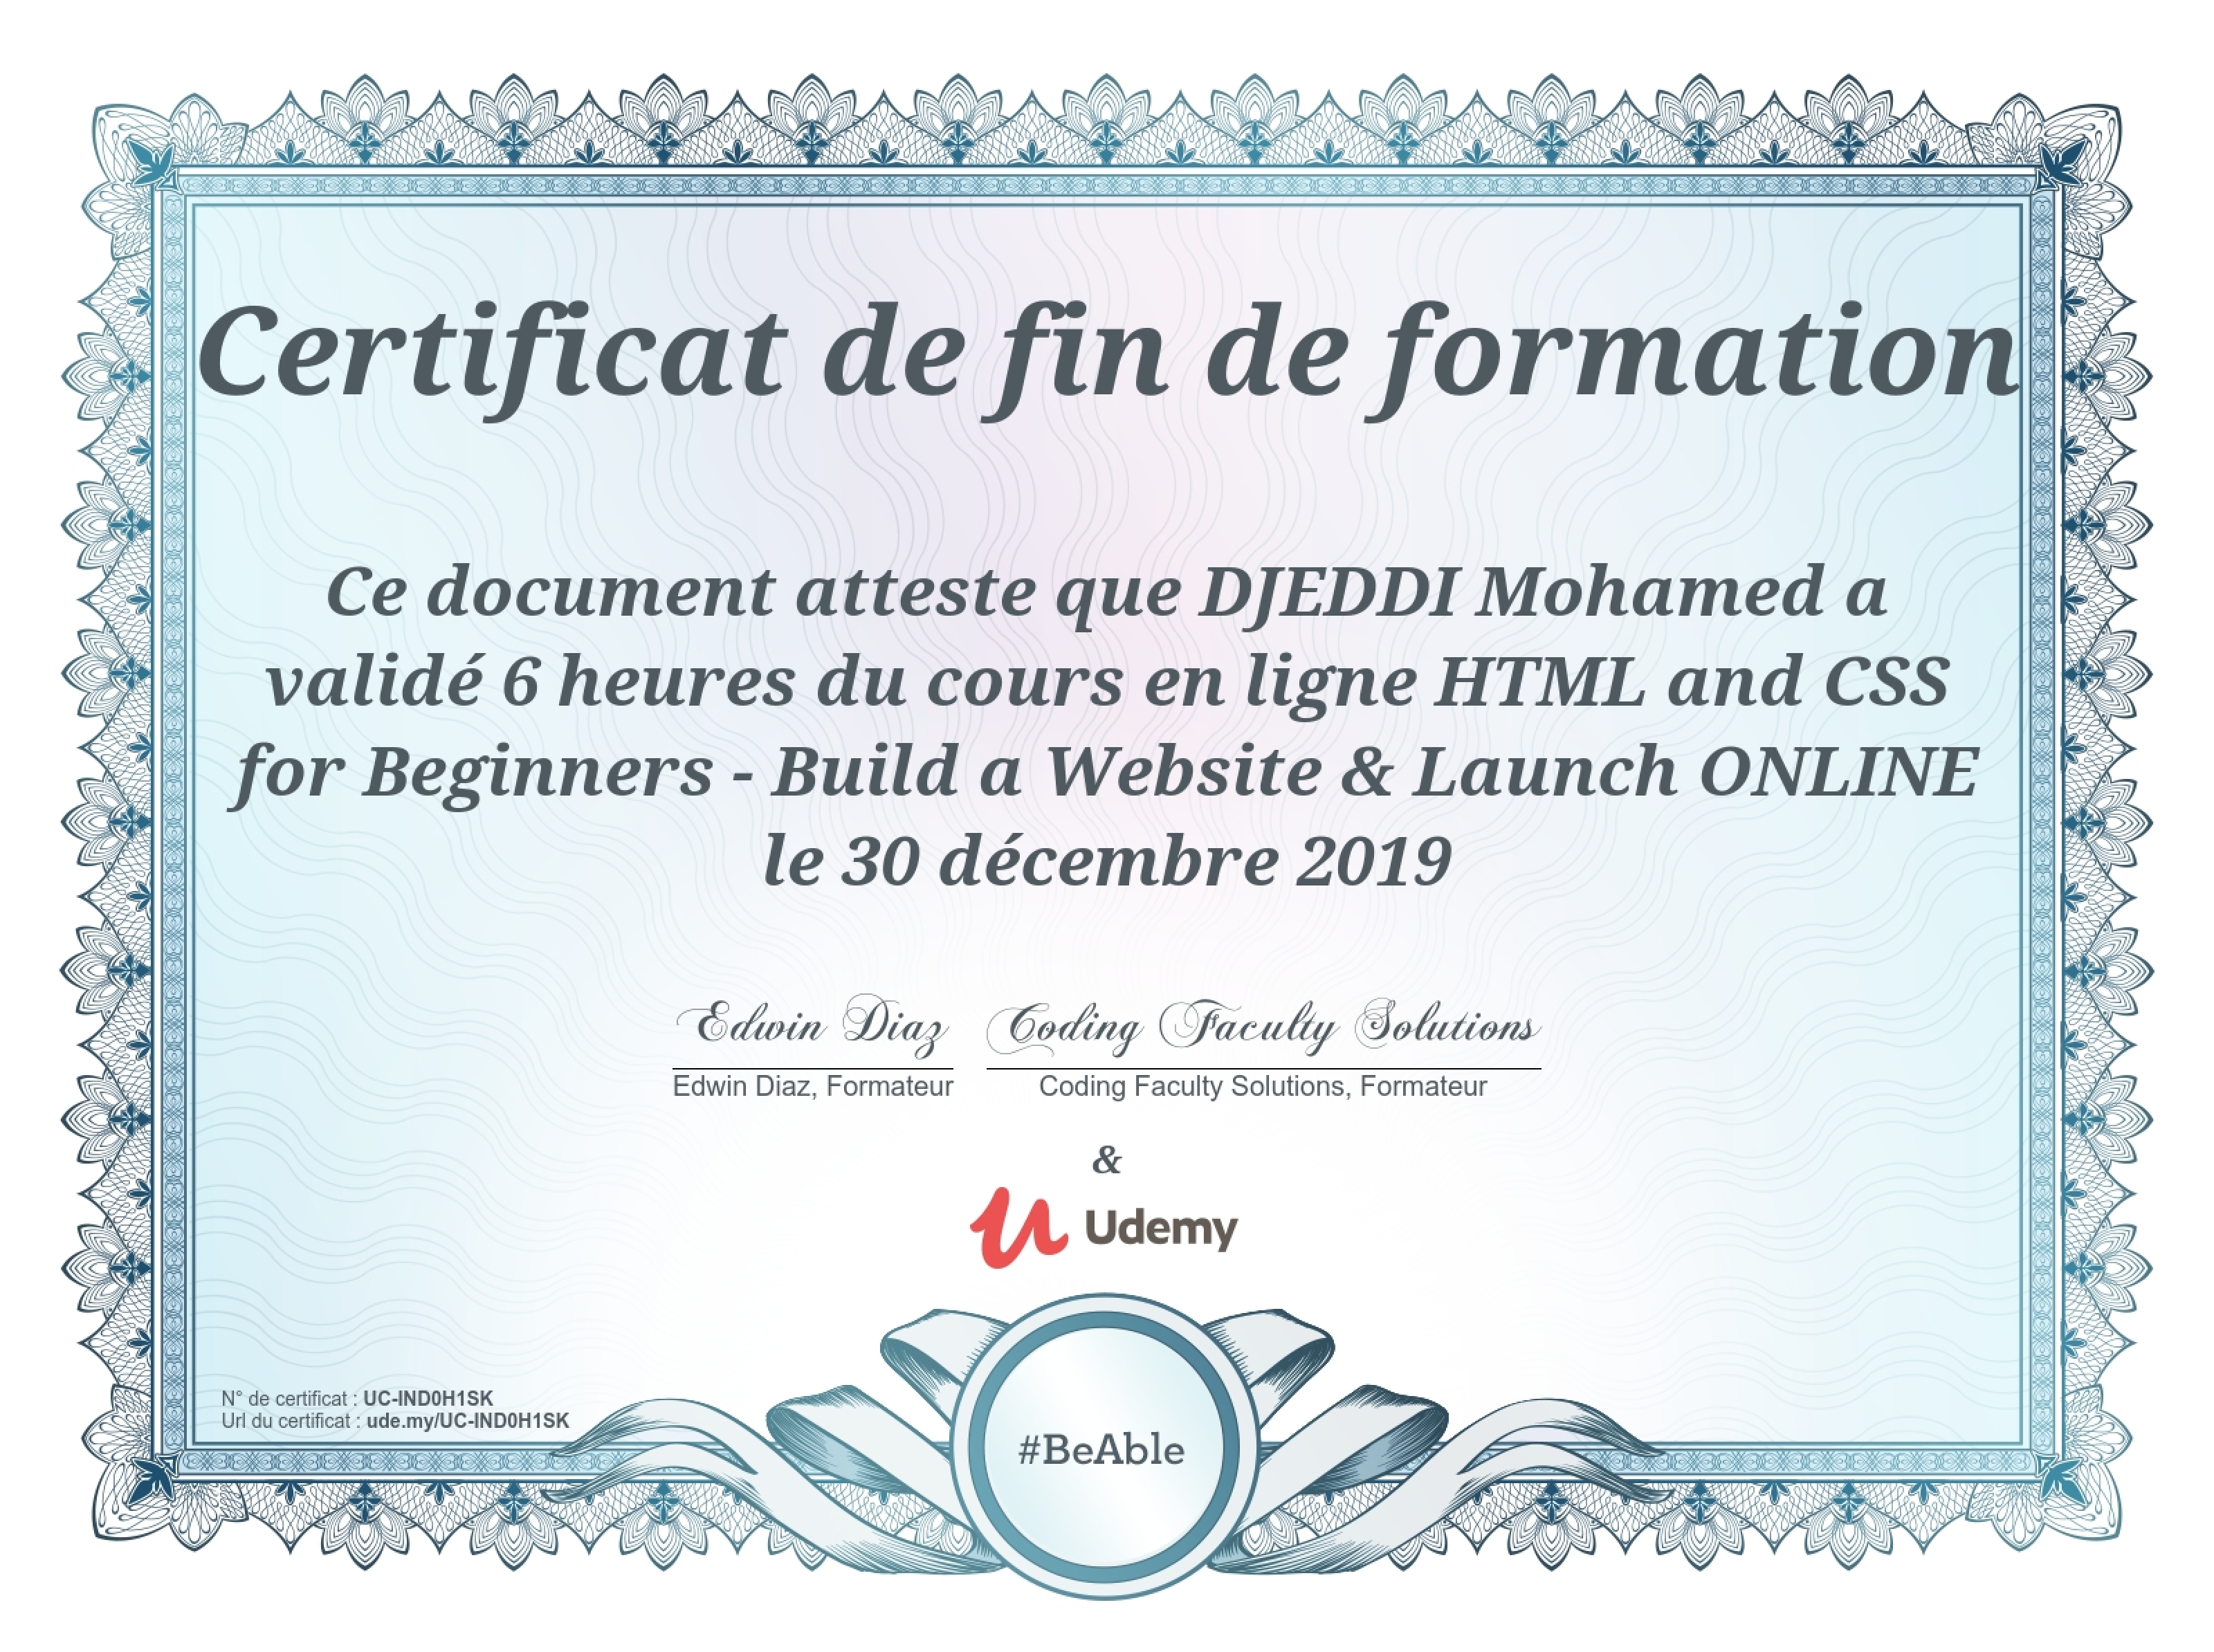 Certificat de fin de formation
Ce document atteste que DJEDDI Mohamed a
validé 6 heures du cours en ligne HTML and CSS
for Beginners - Build a Website & Launch ONLINE
le 30 décembre 2019
Edwin Diaz Coding Faculty Solutions
Edwin Diaz, Formateur Coding Faculty Solutions, Formateur
&
Udemy
N° de certificat : UC-IND0H1SK
Url du certificat : ude.my/UC-IND0H1SK
#BeAble